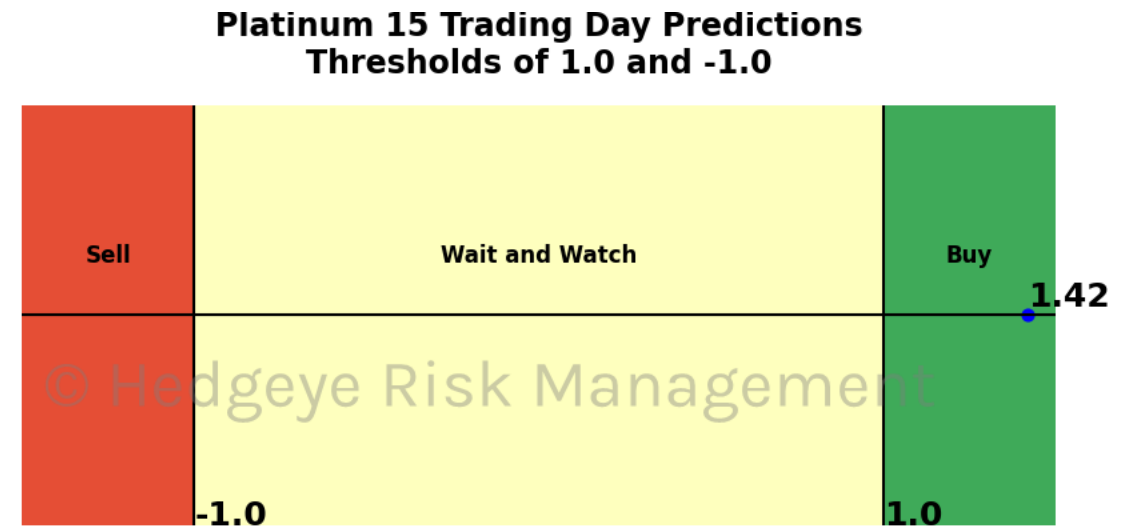 Platinum 15 Trading Day Predictions
Thresholds of 1.0 and -1.0
Sell
Wait and Watch
Buy
1.42
© Hedgeye Risk Management
-1.0
1.0